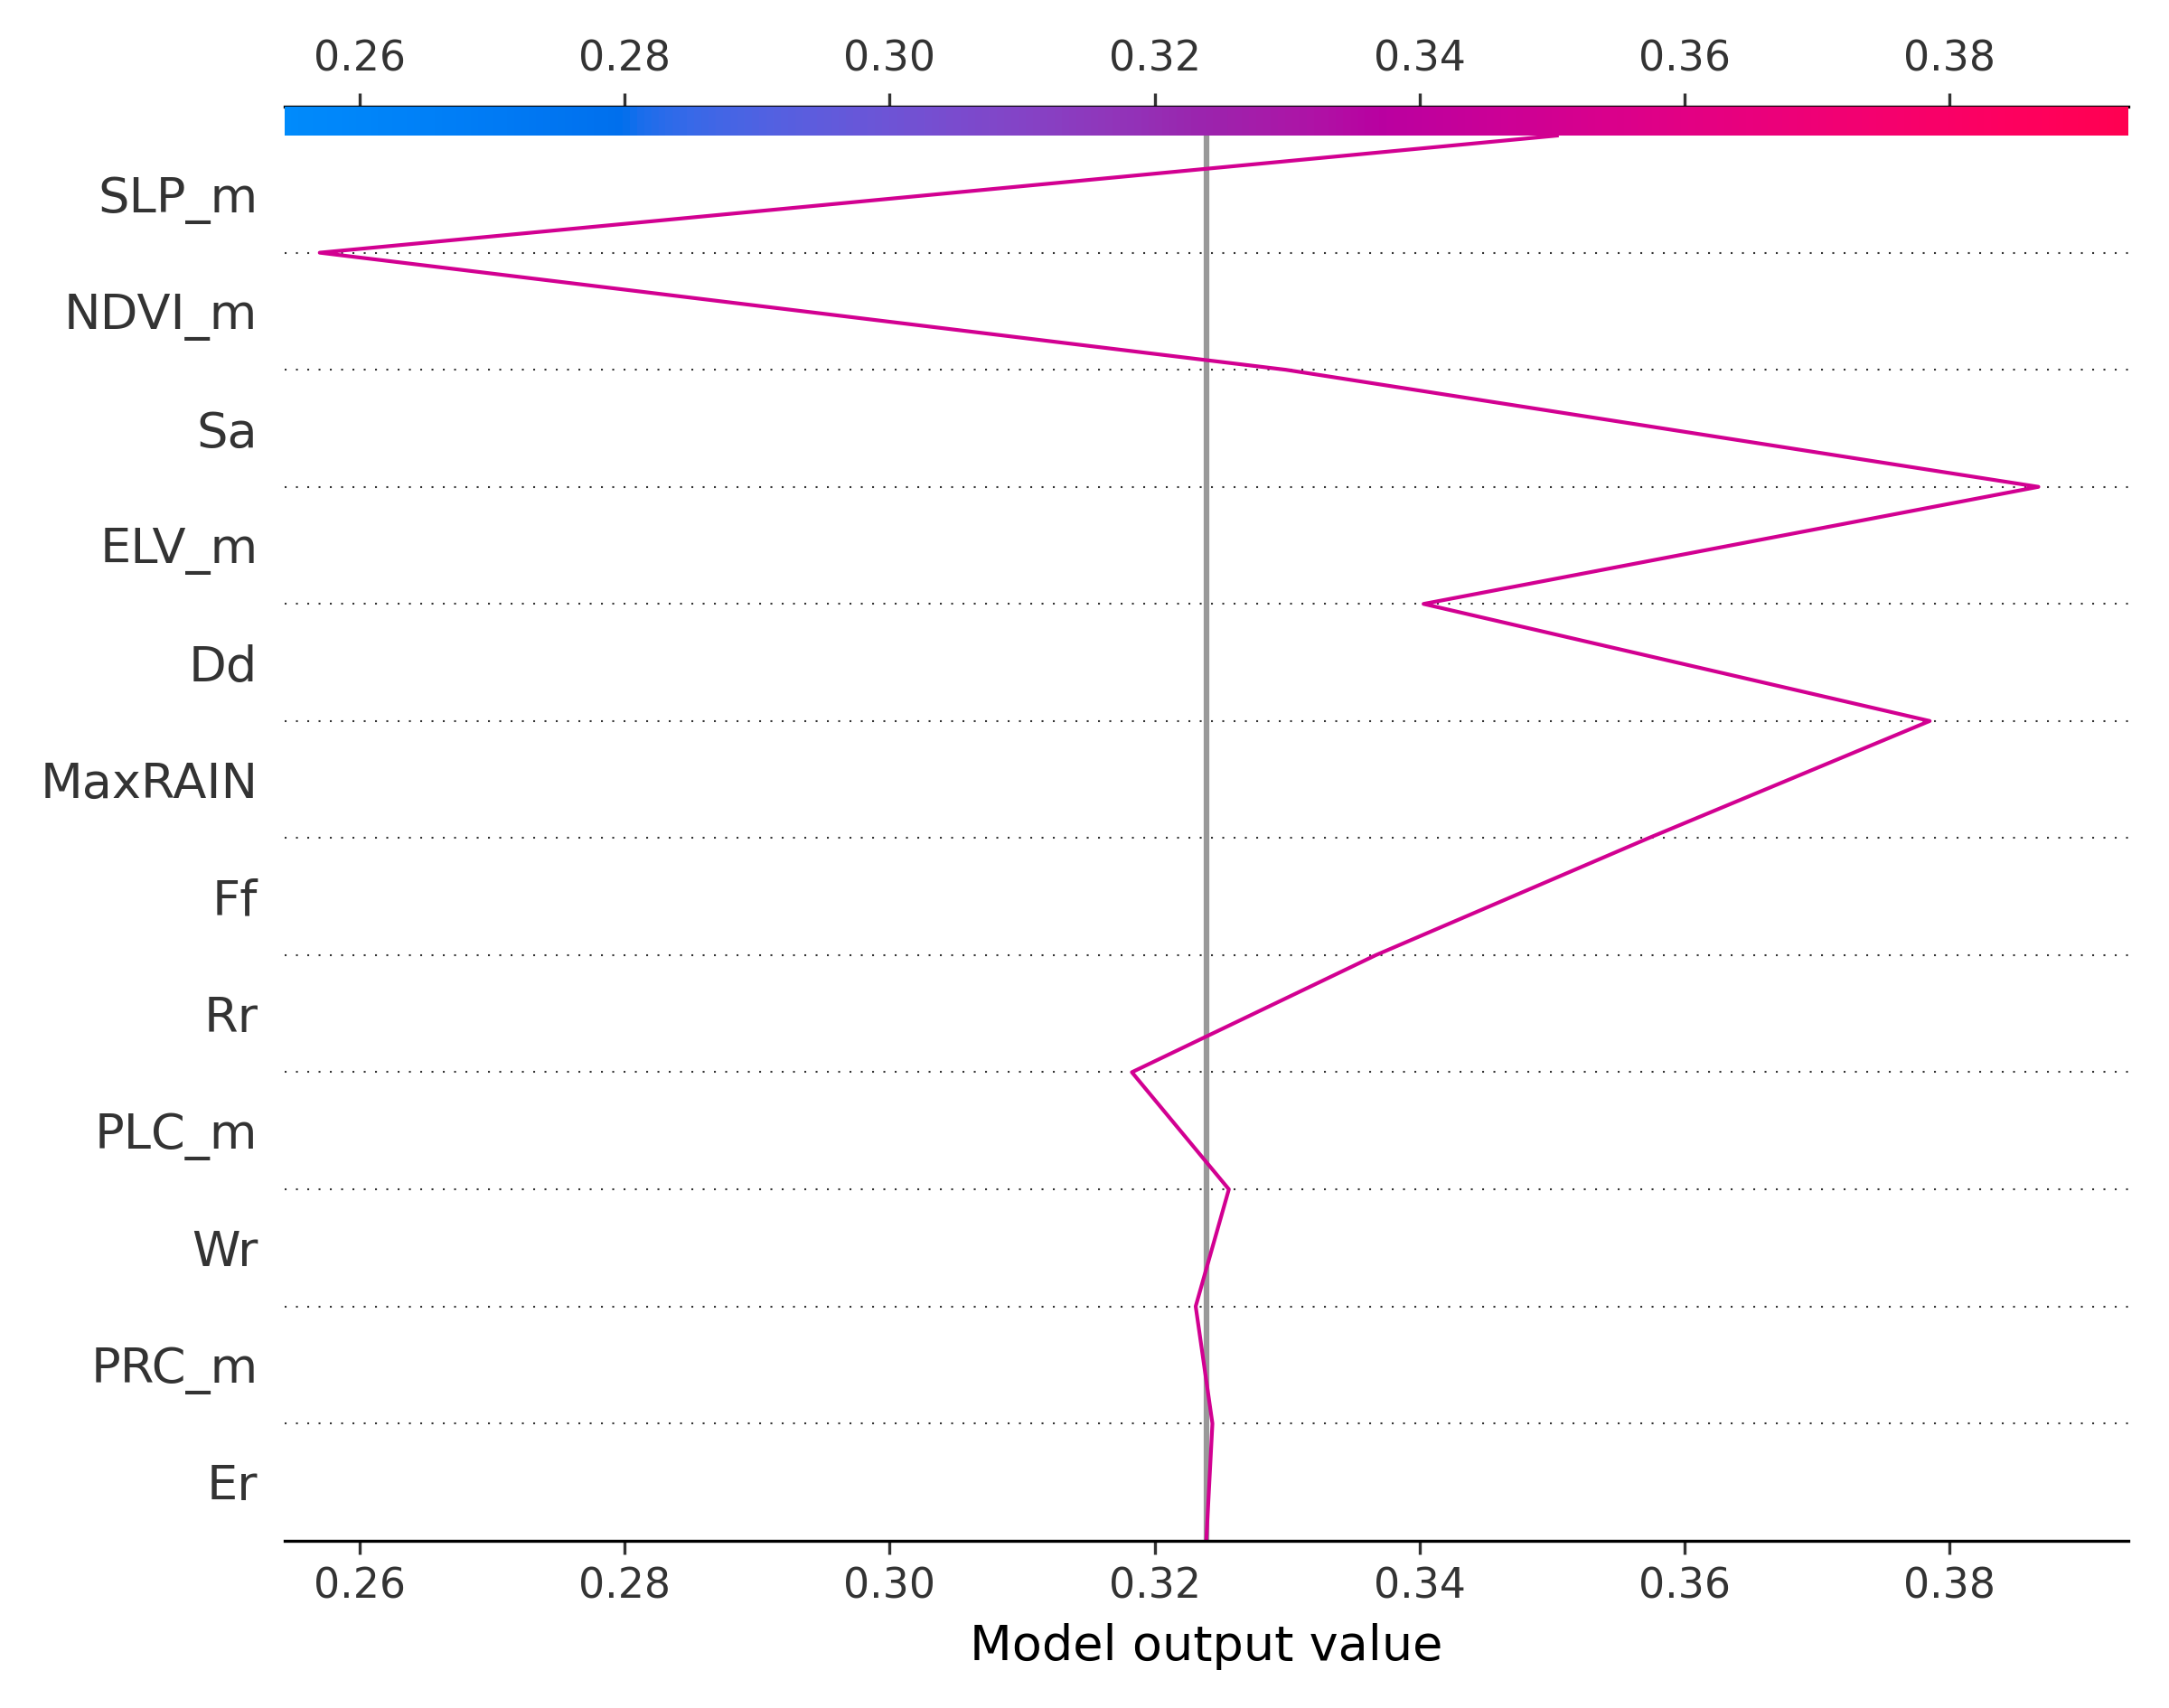 0.26 0.28 0.30 0.32 0.34 0.36 0.38
SLP_m
NDVI_m
Sa
ELV_m
Dd
MaxRAIN
Ff
Rr
PLC_m
Wr
PRC_m
Er
0.26 0.28 0.30 0.32 0.34 0.36 0.38
Model output value